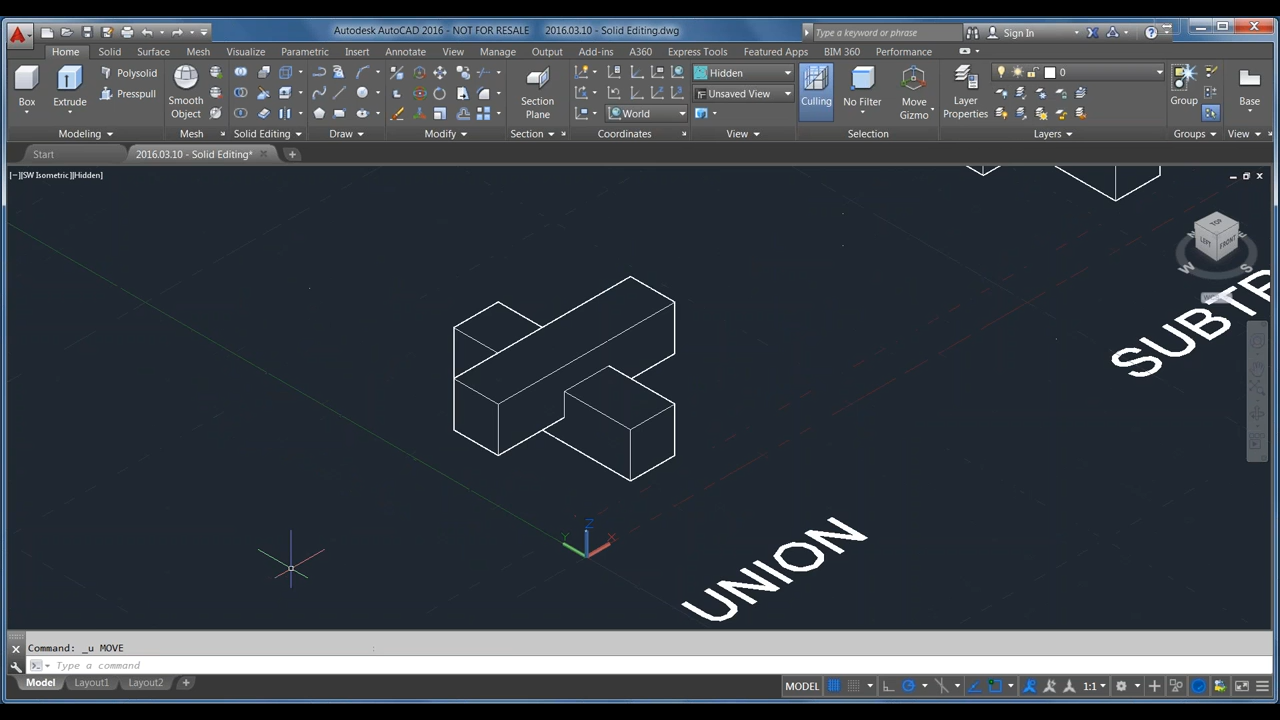 Autodesk AutoCAD 2016 - NOT FOR RESALE 2016.03.10 - Solid Editing.dwg
Type a keyword or phrase
Sign In
Home Solid Surface Mesh Visualize Parametric Insert Annotate View Manage Output Add-ins A360 Express Tools Featured Apps BIM 360 Performance
Box
Extrude
Polysolid
Presspull
Smooth
Object
Section
Plane
World
Hidden
Unsaved View
Culling
No Filter
Move
Gizmo
Layer
Properties
0
Group
Base
Modeling Mesh Solid Editing Draw Modify Section Coordinates View Selection Layers Groups View
Start
2016.03.10 - Solid Editing*
[−][SW Isometric][Hidden]
TOP
LEFT
FRONT
W
S
SUBTR
UNION
Z
Y
X
Command: _u MOVE
Type a command
Model Layout1 Layout2
MODEL
1:1